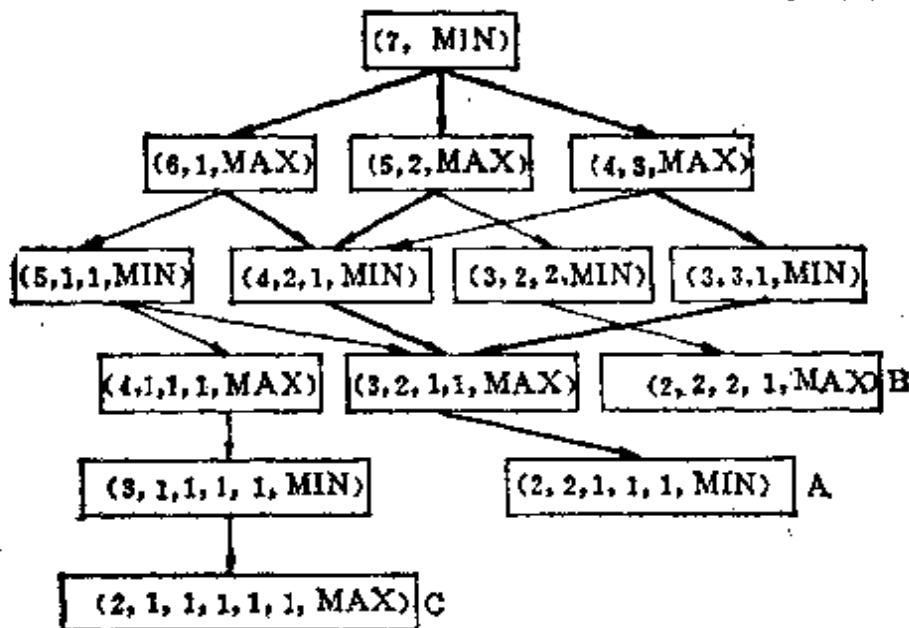 (7, MIN)
(6,1,MAX) (5,2,MAX) (4,3,MAX)
(5,1,1,MIN) (4,2,1,MIN) (3,2,2,MIN) (3,3,1,MIN)
(4,1,1,1,MAX) (3,2,1,1,MAX) (2,2,2,1,MAX) B
(3,1,1,1,1,MIN) (2,2,1,1,1,MIN) A
(2,1,1,1,1,1,MAX) C